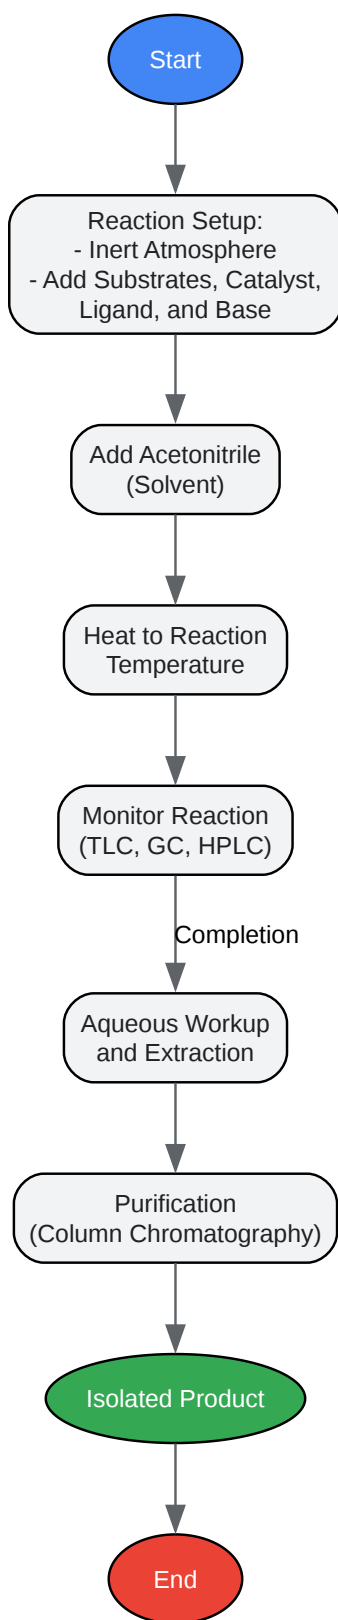 Start
Reaction Setup:
- Inert Atmosphere
- Add Substrates, Catalyst,
Ligand, and Base
Add Acetonitrile
(Solvent)
Heat to Reaction
Temperature
Monitor Reaction
(TLC, GC, HPLC)
Completion
Aqueous Workup
and Extraction
Purification
(Column Chromatography)
Isolated Product
End